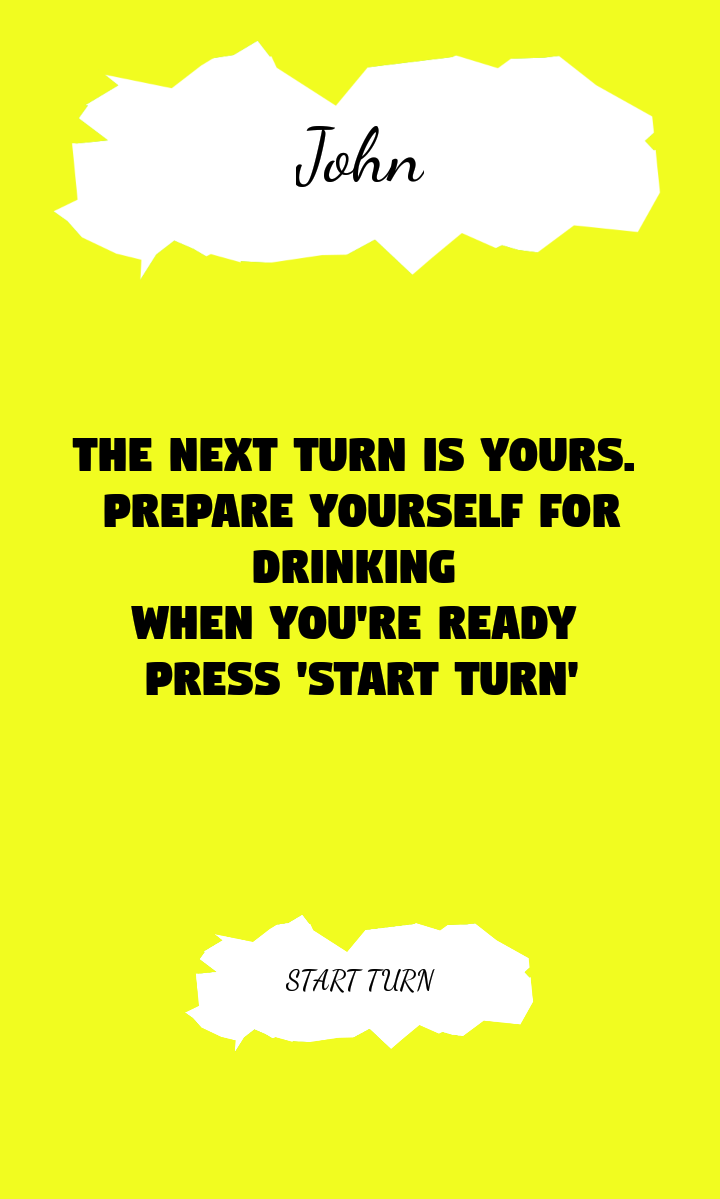 John
THE NEXT TURN IS YOURS.
PREPARE YOURSELF FOR
DRINKING
WHEN YOU'RE READY
PRESS 'START TURN'
START TURN